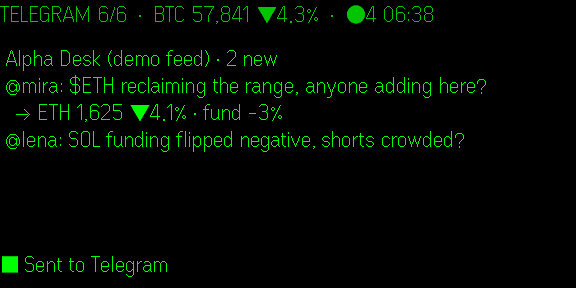 TELEGRAM 6/6 · BTC 57,841 ▼4.3% · ●4 06:38
Alpha Desk (demo feed) · 2 new
@mira: $ETH reclaiming the range, anyone adding here?
→ ETH 1,625 ▼4.1% · fund -3%
@lena: SOL funding flipped negative, shorts crowded?
■ Sent to Telegram